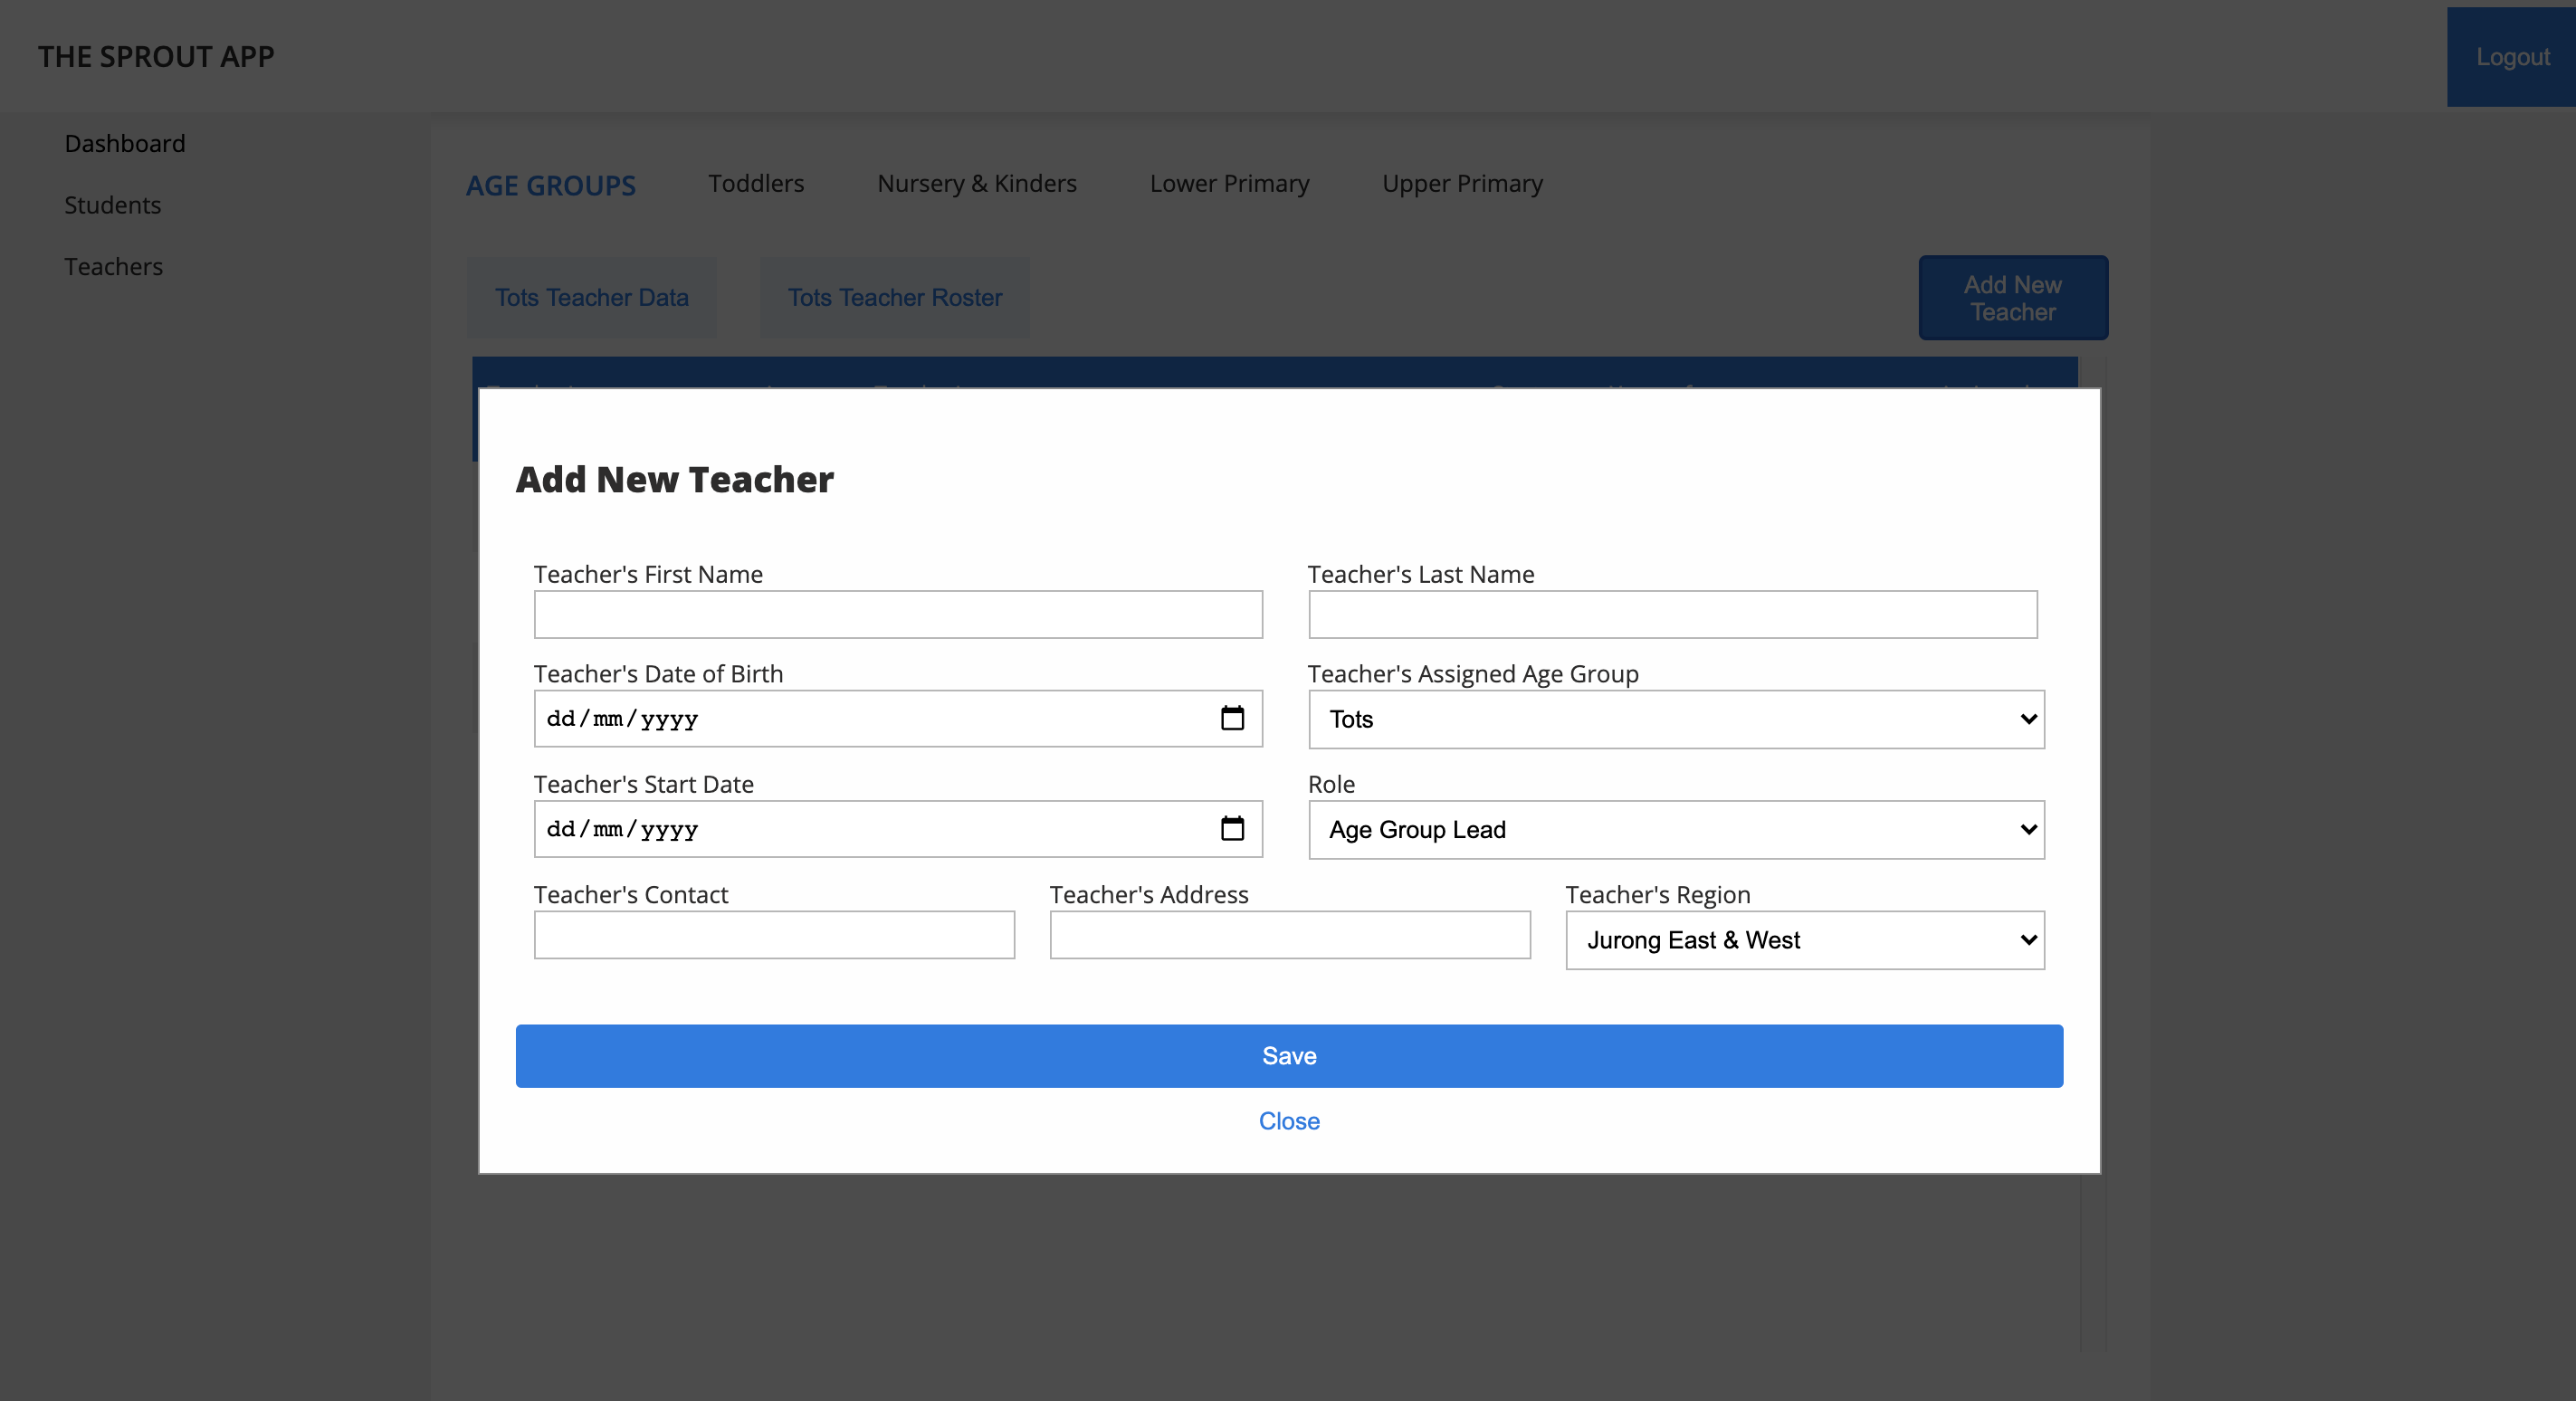 THE SPROUT APP
Logout
Dashboard
Students
Teachers
AGE GROUPS Toddlers Nursery & Kinders Lower Primary Upper Primary
Tots Teacher Data
Tots Teacher Roster
Add New
Teacher
Add New Teacher
Teacher's First Name
Teacher's Last Name
Teacher's Date of Birth
dd/mm/yyyy
Teacher's Assigned Age Group
Tots
Teacher's Start Date
dd/mm/yyyy
Role
Age Group Lead
Teacher's Contact
Teacher's Address
Teacher's Region
Jurong East & West
Save
Close